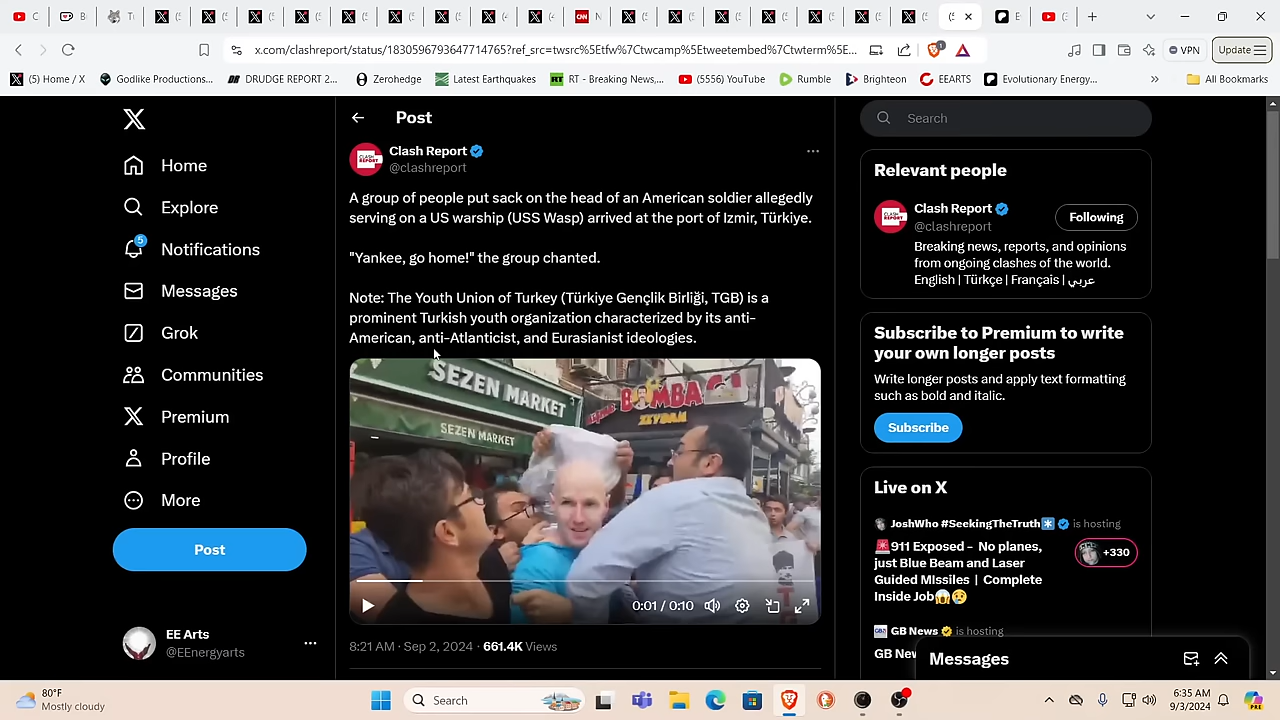 x.com/clashreport/status/1830596793647714765?ref_src=twsrc%5Etfw%7Ctwcamp%5Etweetembed%7Ctwterm%5E...
VPN
Update
(5) Home / X
Godlike Productions...
DRUDGE REPORT 2...
Zerohedge
Latest Earthquakes
RT - Breaking News,...
(5556) YouTube
Rumble
Brighteon
EEARTS
Evolutionary Energy...
All Bookmarks
Home
Explore
5
Notifications
Messages
Grok
Communities
Premium
Profile
More
Post
EE Arts
@EEnergyarts
Post
Clash Report
@clashreport
A group of people put sack on the head of an American soldier allegedly
serving on a US warship (USS Wasp) arrived at the port of Izmir, Türkiye.
"Yankee, go home!" the group chanted.
Note: The Youth Union of Turkey (Türkiye Gençlik Birliği, TGB) is a
prominent Turkish youth organization characterized by its anti-
American, anti-Atlanticist, and Eurasianist ideologies.
SEZEN MARKET
SEZEN MARKET
BOMBACI
ZEYDAN
0:01 / 0:10
8:21 AM · Sep 2, 2024 · 661.4K Views
Search
Relevant people
Clash Report
@clashreport
Following
Breaking news, reports, and opinions
from ongoing clashes of the world.
English | Türkçe | Français | عربي
Subscribe to Premium to write
your own longer posts
Write longer posts and apply text formatting
such as bold and italic.
Subscribe
Live on X
JoshWho #SeekingTheTruth is hosting
🚨911 Exposed - No planes,
just Blue Beam and Laser
Guided MIssiles | Complete
Inside Job😱😥
+330
GB News is hosting
GB Nev
Messages
80°F
Mostly cloudy
Search
6:35 AM
9/3/2024